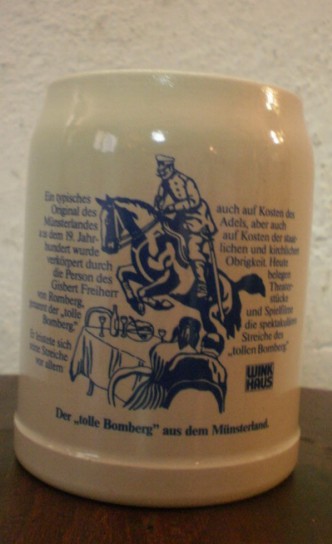 Ein typisches
Original des
Münsterlandes
a u dem 19. Jahr-
hundert wurde
verkörpert durch
die Person des
Gisbert Freiherr
von Romberg,
genannt der „tolle
Bomberg.”
Er leistete sich
seine Streiche
vor allem
auch auf Kosten des
Adels, aber auch
auf Kosten der staat-
lichen und kirchlichen
Obrigkeit. Heute
belegen
Theater-
stücke
und Spielfilme
die spektakulären
Streiche des
„tollen Bomberg.”
WINK
HAUS
Der „tolle Bomberg” aus dem Münsterland.